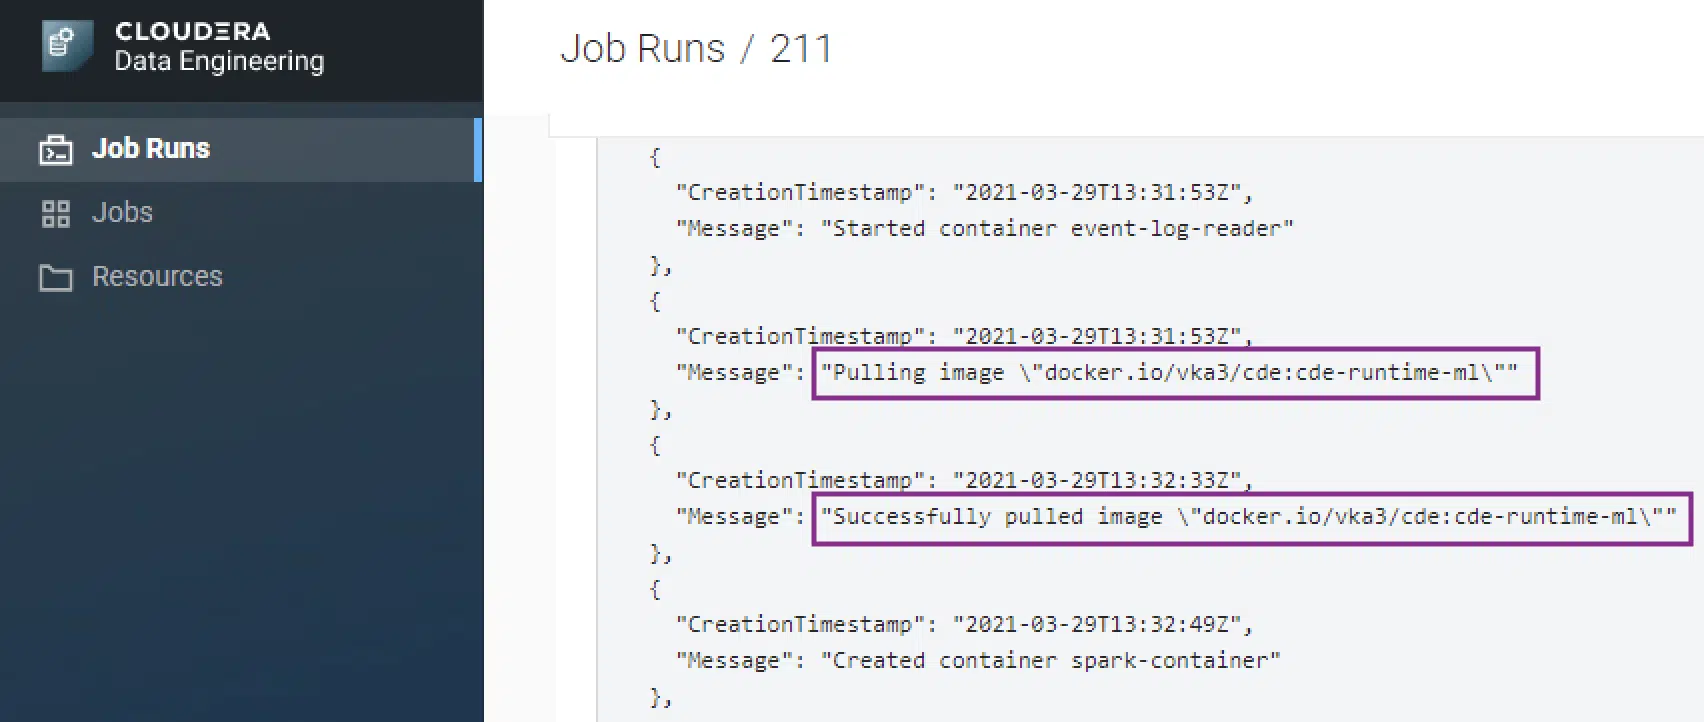 CLOUDERA
Data Engineering
Job Runs
Jobs
Resources
Job Runs / 211
{
"CreationTimestamp": "2021-03-29T13:31:53Z",
"Message": "Started container event-log-reader"
},
{
"CreationTimestamp": "2021-03-29T13:31:53Z",
"Message": "Pulling image \"docker.io/vka3/cde:cde-runtime-ml\""
},
{
"CreationTimestamp": "2021-03-29T13:32:33Z",
"Message": "Successfully pulled image \"docker.io/vka3/cde:cde-runtime-ml\""
},
{
"CreationTimestamp": "2021-03-29T13:32:49Z",
"Message": "Created container spark-container"
},